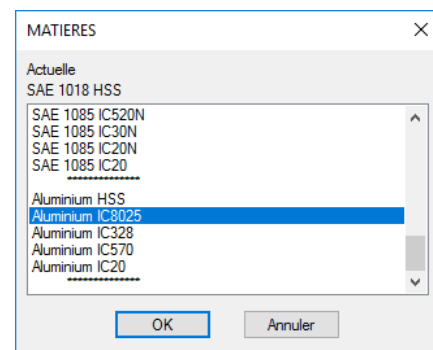 MATIERES
Actuelle
SAE 1018 HSS
SAE 1085 IC520N
SAE 1085 IC30N
SAE 1085 IC20N
SAE 1085 IC20
**************
Aluminium HSS
Aluminium IC8025
Aluminium IC328
Aluminium IC570
Aluminium IC20
**************
OK Annuler